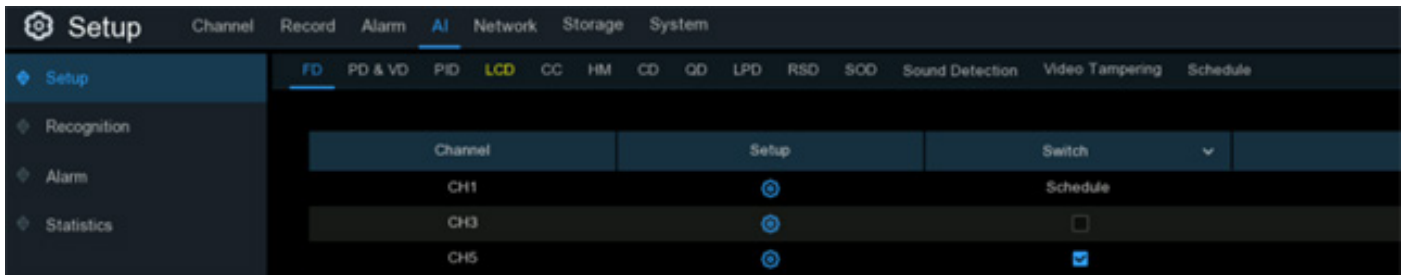 Setup Channel Record Alarm AI Network Storage System
Setup FD PD & VD PID LCD CC HM CD QD LPD RSD SOD Sound Detection Video Tampering Schedule
Recognition
Channel Setup Switch
Alarm
CH1 Schedule
Statistics
CH3
CH5